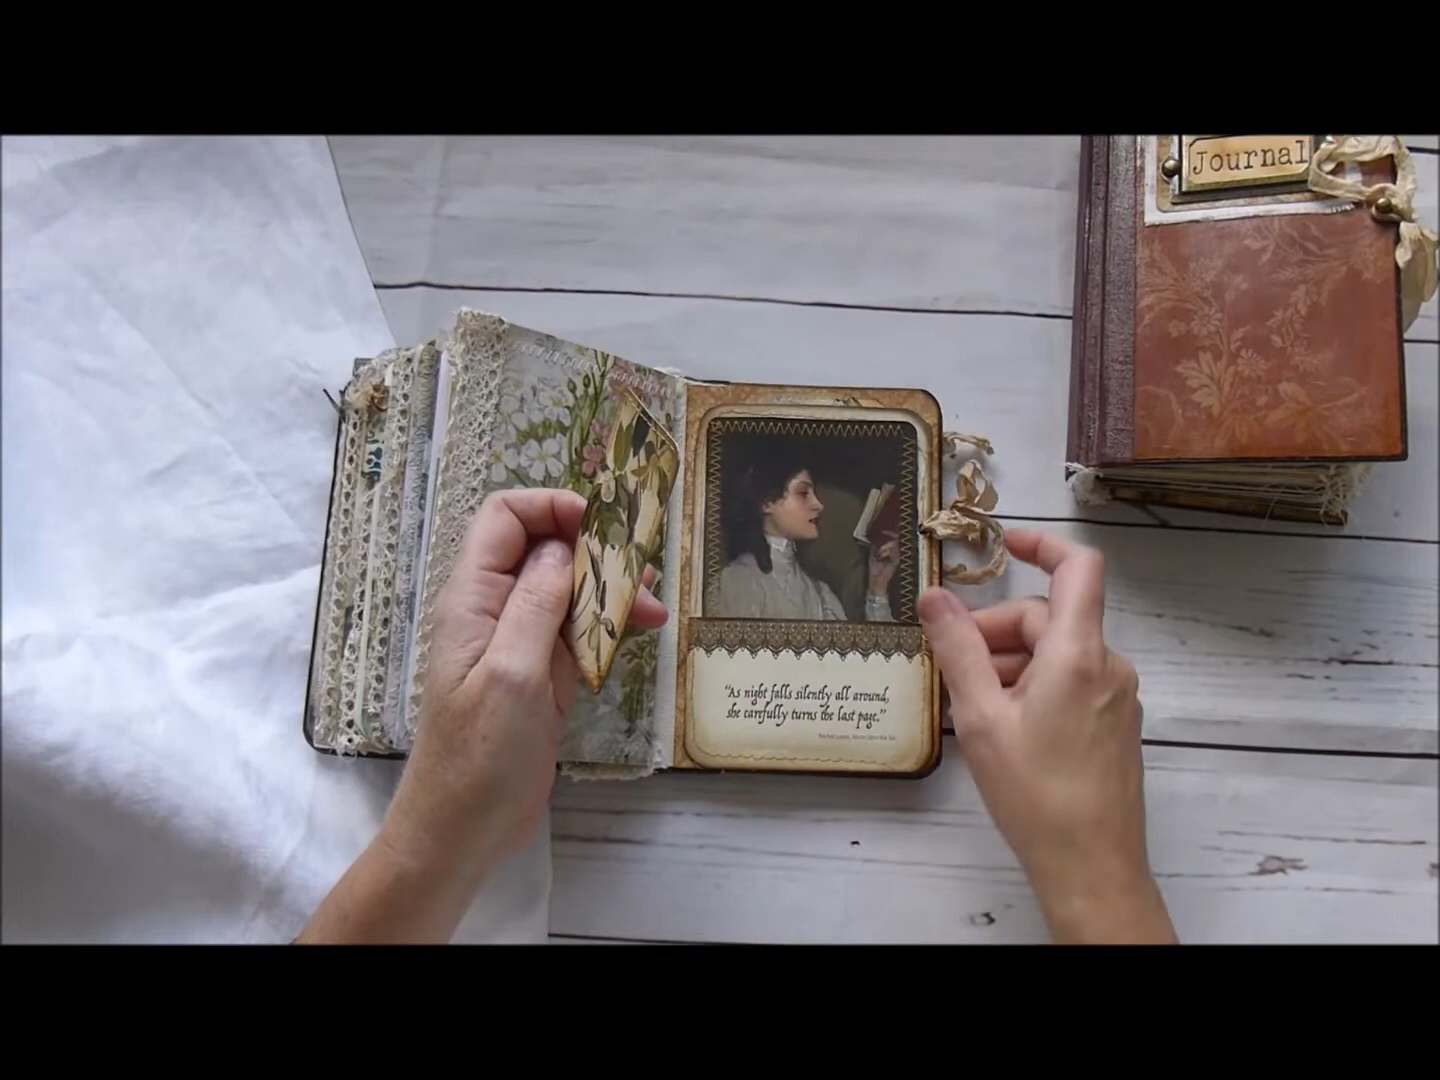 Journal
"As night falls silently all around,
she carefully turns the last page."